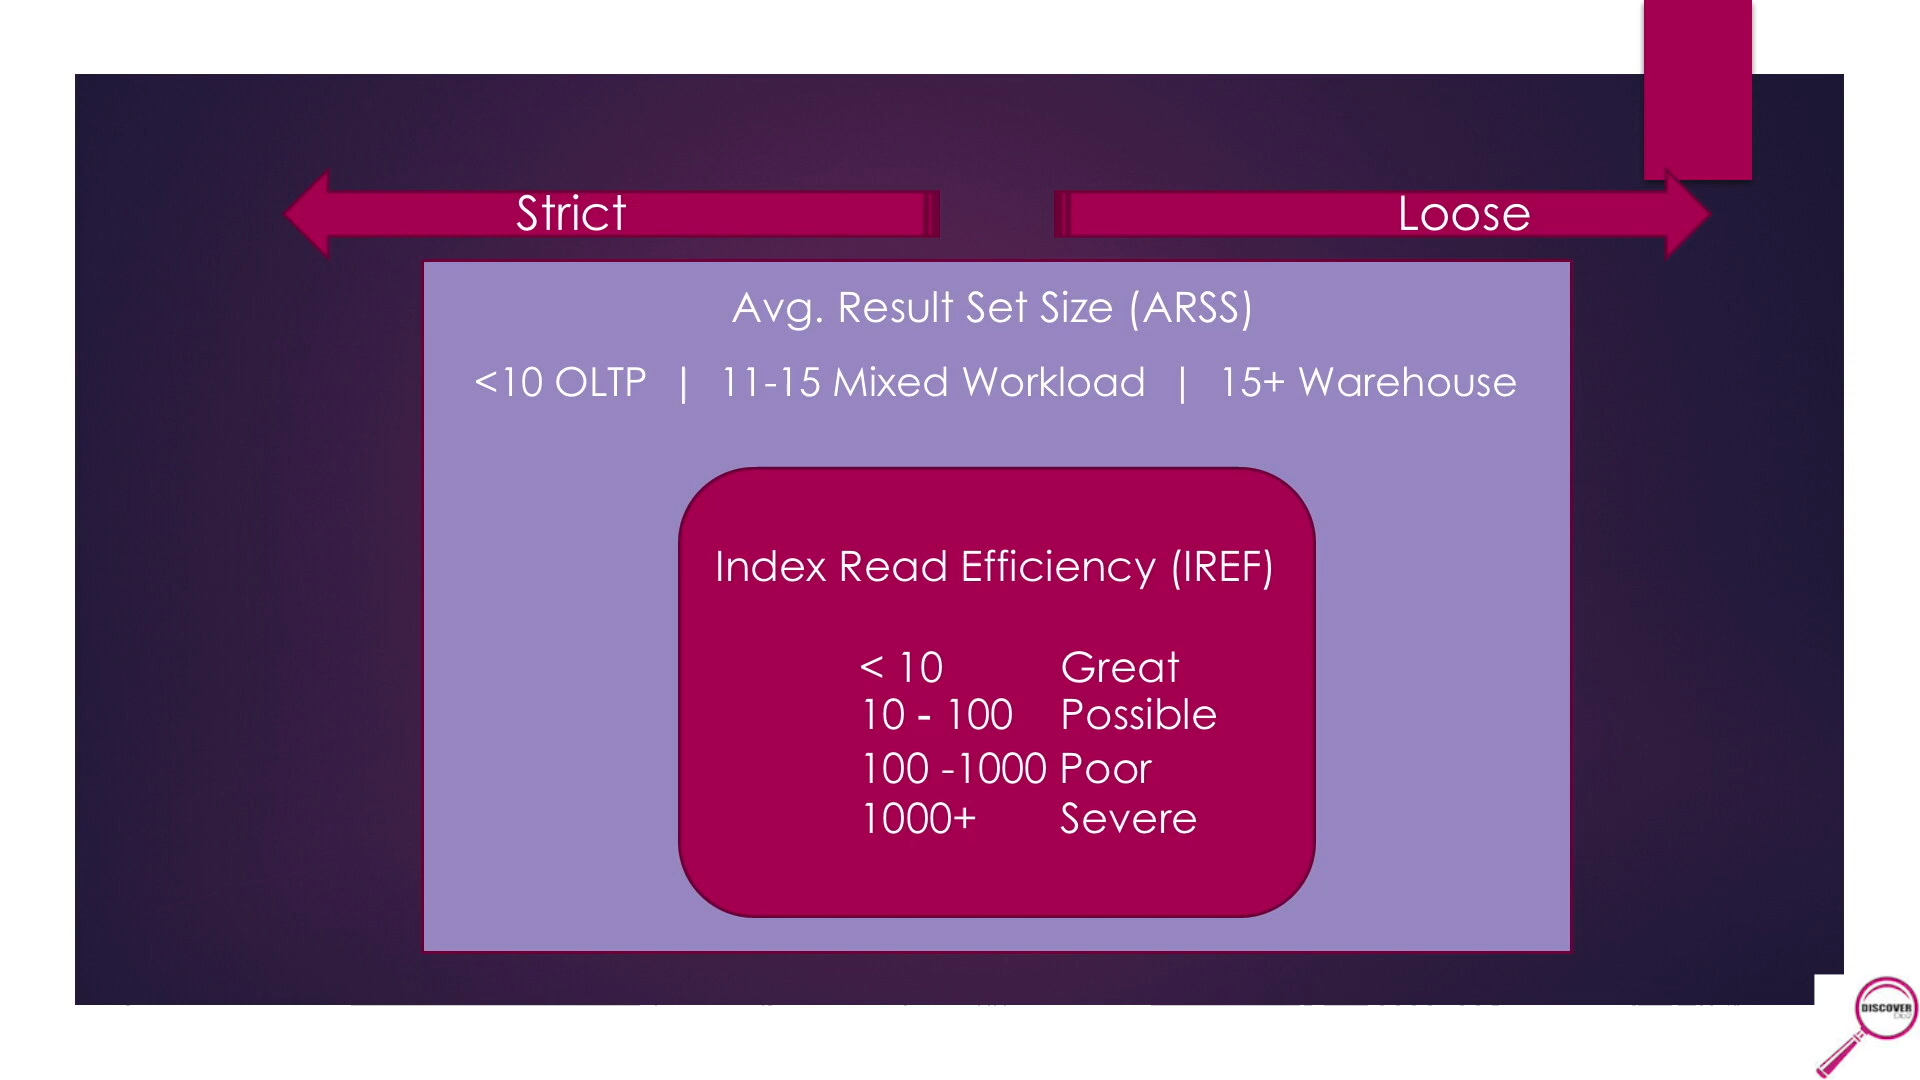 Strict
Loose
Avg. Result Set Size (ARSS)
<10 OLTP | 11-15 Mixed Workload | 15+ Warehouse
Index Read Efficiency (IREF)
< 10 Great
10 - 100 Possible
100 -1000 Poor
1000+ Severe
DISCOVER